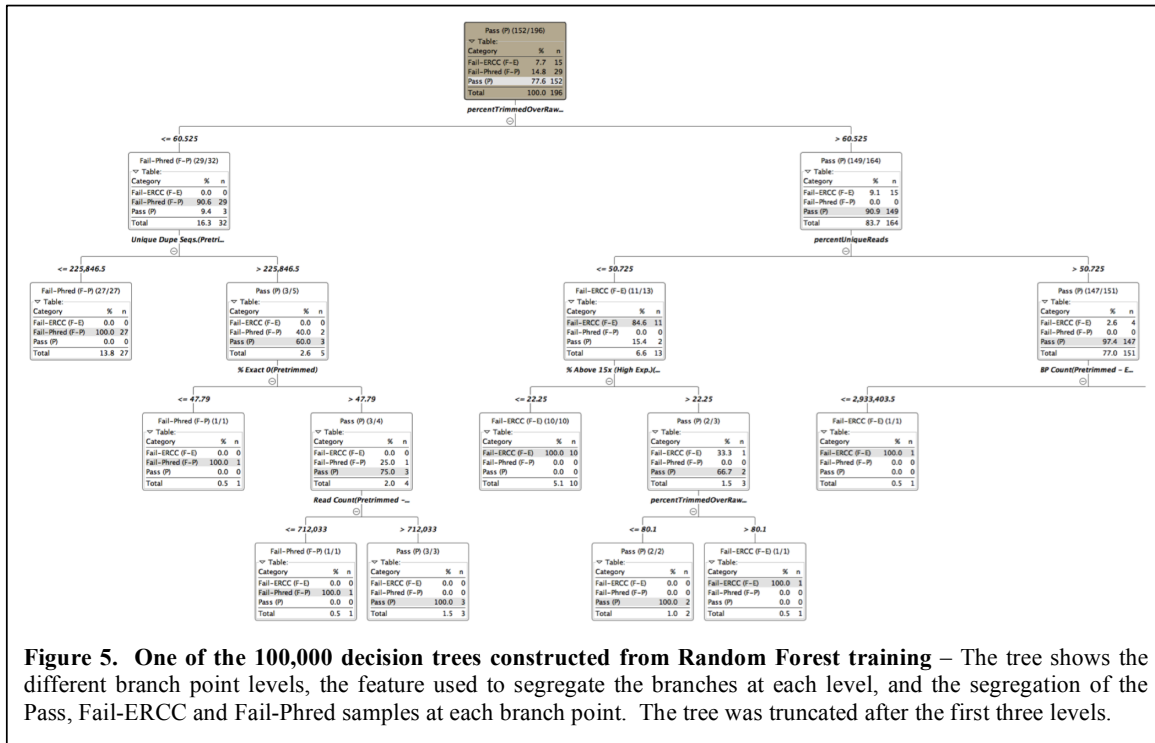 Pass (P) (152/196)
Table:
Category % n
Fail-ERCC (F-E) 7.7 15
Fail-Phred (F-P) 14.8 29
Pass (P) 77.6 152
Total 100.0 196
percentTrimmedOverRaw...
<= 60.525
> 60.525
Fail-Phred (F-P) (29/32)
Table:
Category % n
Fail-ERCC (F-E) 0.0 0
Fail-Phred (F-P) 90.6 29
Pass (P) 9.4 3
Total 16.3 32
Unique Dupe Seqs.(Pretri...
Pass (P) (149/164)
Table:
Category % n
Fail-ERCC (F-E) 9.1 15
Fail-Phred (F-P) 0.0 0
Pass (P) 90.9 149
Total 83.7 164
percentUniqueReads
<= 225,846.5
> 225,846.5
<= 50.725
> 50.725
Fail-Phred (F-P) (27/27)
Table:
Category % n
Fail-ERCC (F-E) 0.0 0
Fail-Phred (F-P) 100.0 27
Pass (P) 0.0 0
Total 13.8 27
Pass (P) (3/5)
Table:
Category % n
Fail-ERCC (F-E) 0.0 0
Fail-Phred (F-P) 40.0 2
Pass (P) 60.0 3
Total 2.6 5
% Exact 0(Pretrimmed)
Fail-ERCC (F-E) (11/13)
Table:
Category % n
Fail-ERCC (F-E) 84.6 11
Fail-Phred (F-P) 0.0 0
Pass (P) 15.4 2
Total 6.6 13
% Above 15x (High Exp.)(...
Pass (P) (147/151)
Table:
Category % n
Fail-ERCC (F-E) 2.6 4
Fail-Phred (F-P) 0.0 0
Pass (P) 97.4 147
Total 77.0 151
BP Count(Pretrimmed ~ E...
<= 47.79
> 47.79
<= 22.25
> 22.25
<= 2,933,403.5
Fail-Phred (F-P) (1/1)
Table:
Category % n
Fail-ERCC (F-E) 0.0 0
Fail-Phred (F-P) 100.0 1
Pass (P) 0.0 0
Total 0.5 1
Pass (P) (3/4)
Table:
Category % n
Fail-ERCC (F-E) 0.0 0
Fail-Phred (F-P) 25.0 1
Pass (P) 75.0 3
Total 2.0 4
Read Count(Pretrimmed ~...
Fail-ERCC (F-E) (10/10)
Table:
Category % n
Fail-ERCC (F-E) 100.0 10
Fail-Phred (F-P) 0.0 0
Pass (P) 0.0 0
Total 5.1 10
Pass (P) (2/3)
Table:
Category % n
Fail-ERCC (F-E) 33.3 1
Fail-Phred (F-P) 0.0 0
Pass (P) 66.7 2
Total 1.5 3
percentTrimmedOverRaw...
Fail-ERCC (F-E) (1/1)
Table:
Category % n
Fail-ERCC (F-E) 100.0 1
Fail-Phred (F-P) 0.0 0
Pass (P) 0.0 0
Total 0.5 1
<= 712,033
> 712,033
<= 80.1
> 80.1
Fail-Phred (F-P) (1/1)
Table:
Category % n
Fail-ERCC (F-E) 0.0 0
Fail-Phred (F-P) 100.0 1
Pass (P) 0.0 0
Total 0.5 1
Pass (P) (3/3)
Table:
Category % n
Fail-ERCC (F-E) 0.0 0
Fail-Phred (F-P) 0.0 0
Pass (P) 100.0 3
Total 1.5 3
Pass (P) (2/2)
Table:
Category % n
Fail-ERCC (F-E) 0.0 0
Fail-Phred (F-P) 0.0 0
Pass (P) 100.0 2
Total 1.0 2
Fail-ERCC (F-E) (1/1)
Table:
Category % n
Fail-ERCC (F-E) 100.0 1
Fail-Phred (F-P) 0.0 0
Pass (P) 0.0 0
Total 0.5 1
Figure 5. One of the 100,000 decision trees constructed from Random Forest training – The tree shows the
different branch point levels, the feature used to segregate the branches at each level, and the segregation of the
Pass, Fail-ERCC and Fail-Phred samples at each branch point. The tree was truncated after the first three levels.